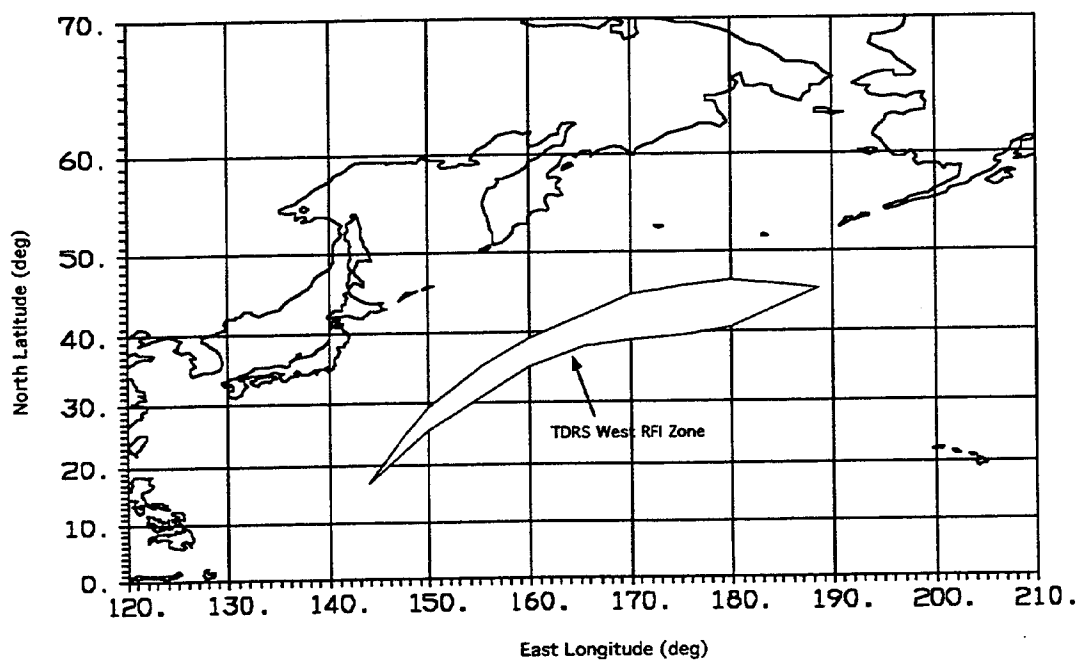 70.
60.
50.
40.
30.
20.
10.
0.
North Latitude (deg)
TDRS West RFI Zone
120. 130. 140. 150. 160. 170. 180. 190. 200. 210.
East Longitude (deg)